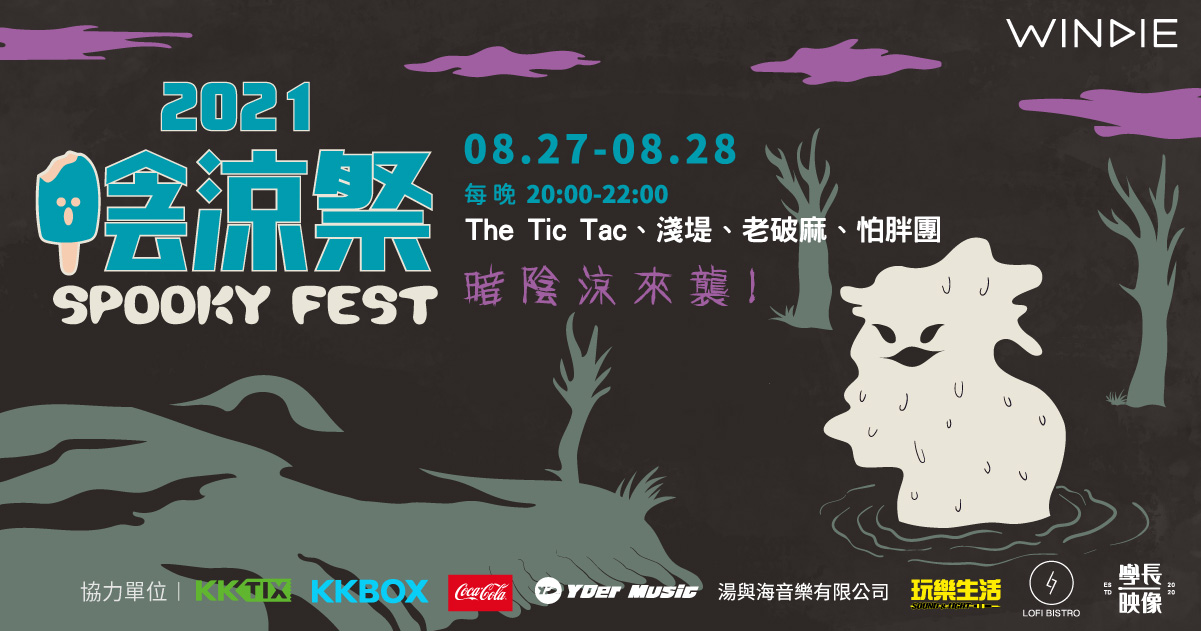 WINDIE
2021
陰涼祭
SPOOKY FEST
08.27-08.28
每晚 20:00-22:00
The Tic Tac、淺堤、老破麻、怕胖團
暗陰涼來襲！
協力單位｜KKTIX KKBOX Coca-Cola YDer Music 湯與海音樂有限公司 玩樂生活 LOFI BISTRO ESTD 學長映像 2020